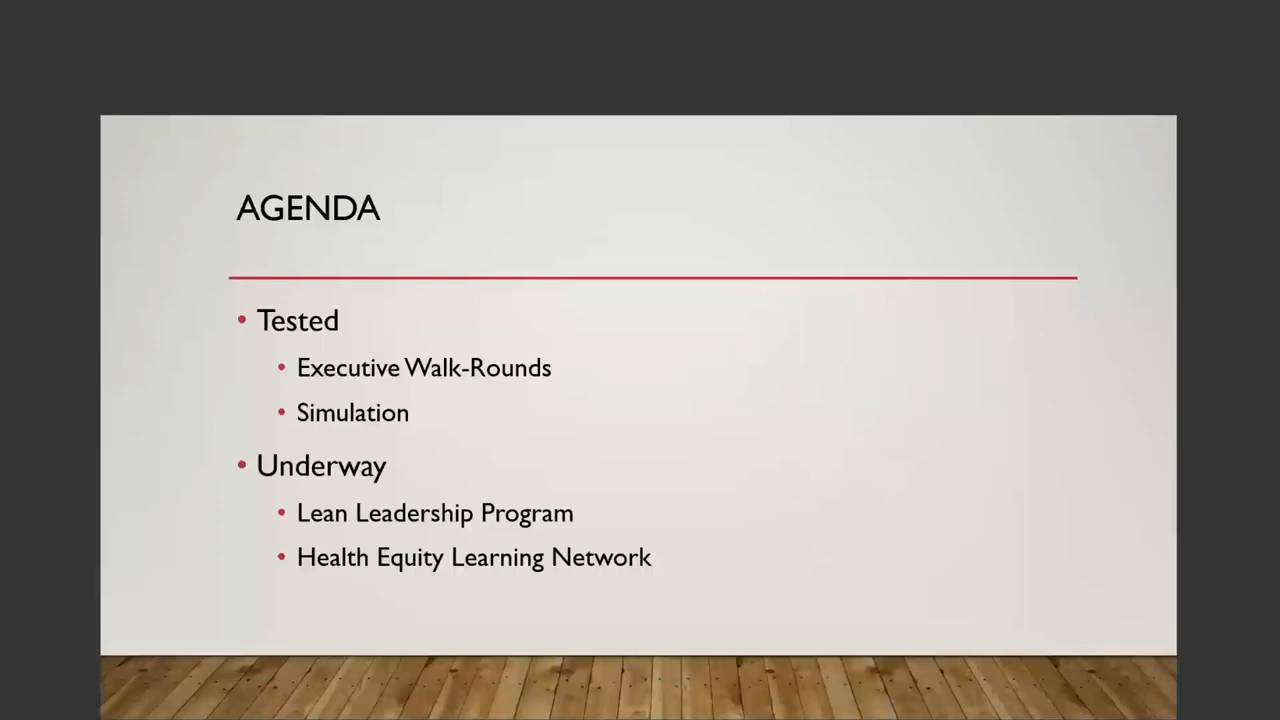 AGENDA
• Tested
• Executive Walk-Rounds
• Simulation
• Underway
• Lean Leadership Program
• Health Equity Learning Network